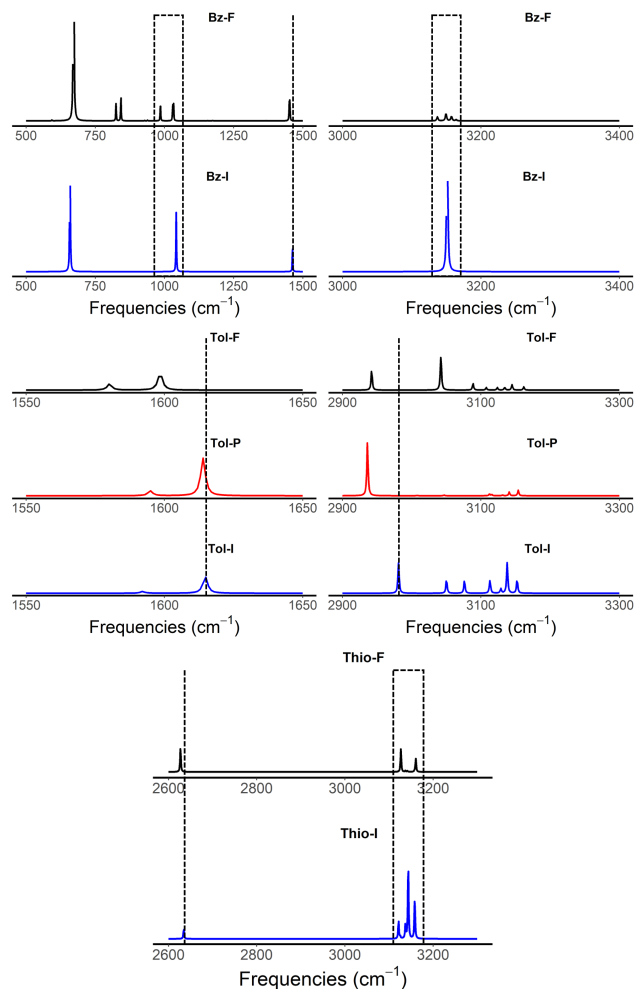 Bz-F Bz-F
500 750 1000 1250 1500 3000 3200 3400
Bz-I Bz-I
500 750 1000 1250 1500 3000 3200 3400
Frequencies (cm⁻¹) Frequencies (cm⁻¹)
Tol-F Tol-F
1550 1600 1650 2900 3100 3300
Tol-P Tol-P
1550 1600 1650 2900 3100 3300
Tol-I Tol-I
1550 1600 1650 2900 3100 3300
Frequencies (cm⁻¹) Frequencies (cm⁻¹)
Thio-F
2600 2800 3000 3200
Thio-I
2600 2800 3000 3200
Frequencies (cm⁻¹)